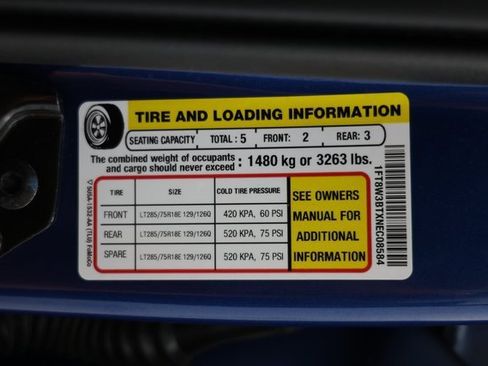 TIRE AND LOADING INFORMATION
SEATING CAPACITY TOTAL : 5 FRONT: 2 REAR: 3
The combined weight of occupants
and cargo should never exceed : 1480 kg or 3263 lbs.
TIRE SIZE COLD TIRE PRESSURE
FRONT LT285/75R18E 129/126Q 420 KPA, 60 PSI
REAR LT285/75R18E 129/126Q 520 KPA, 75 PSI
SPARE LT285/75R18E 129/126Q 520 KPA, 75 PSI
SEE OWNERS
MANUAL FOR
ADDITIONAL
INFORMATION
1FT8W3BTXNEC08584